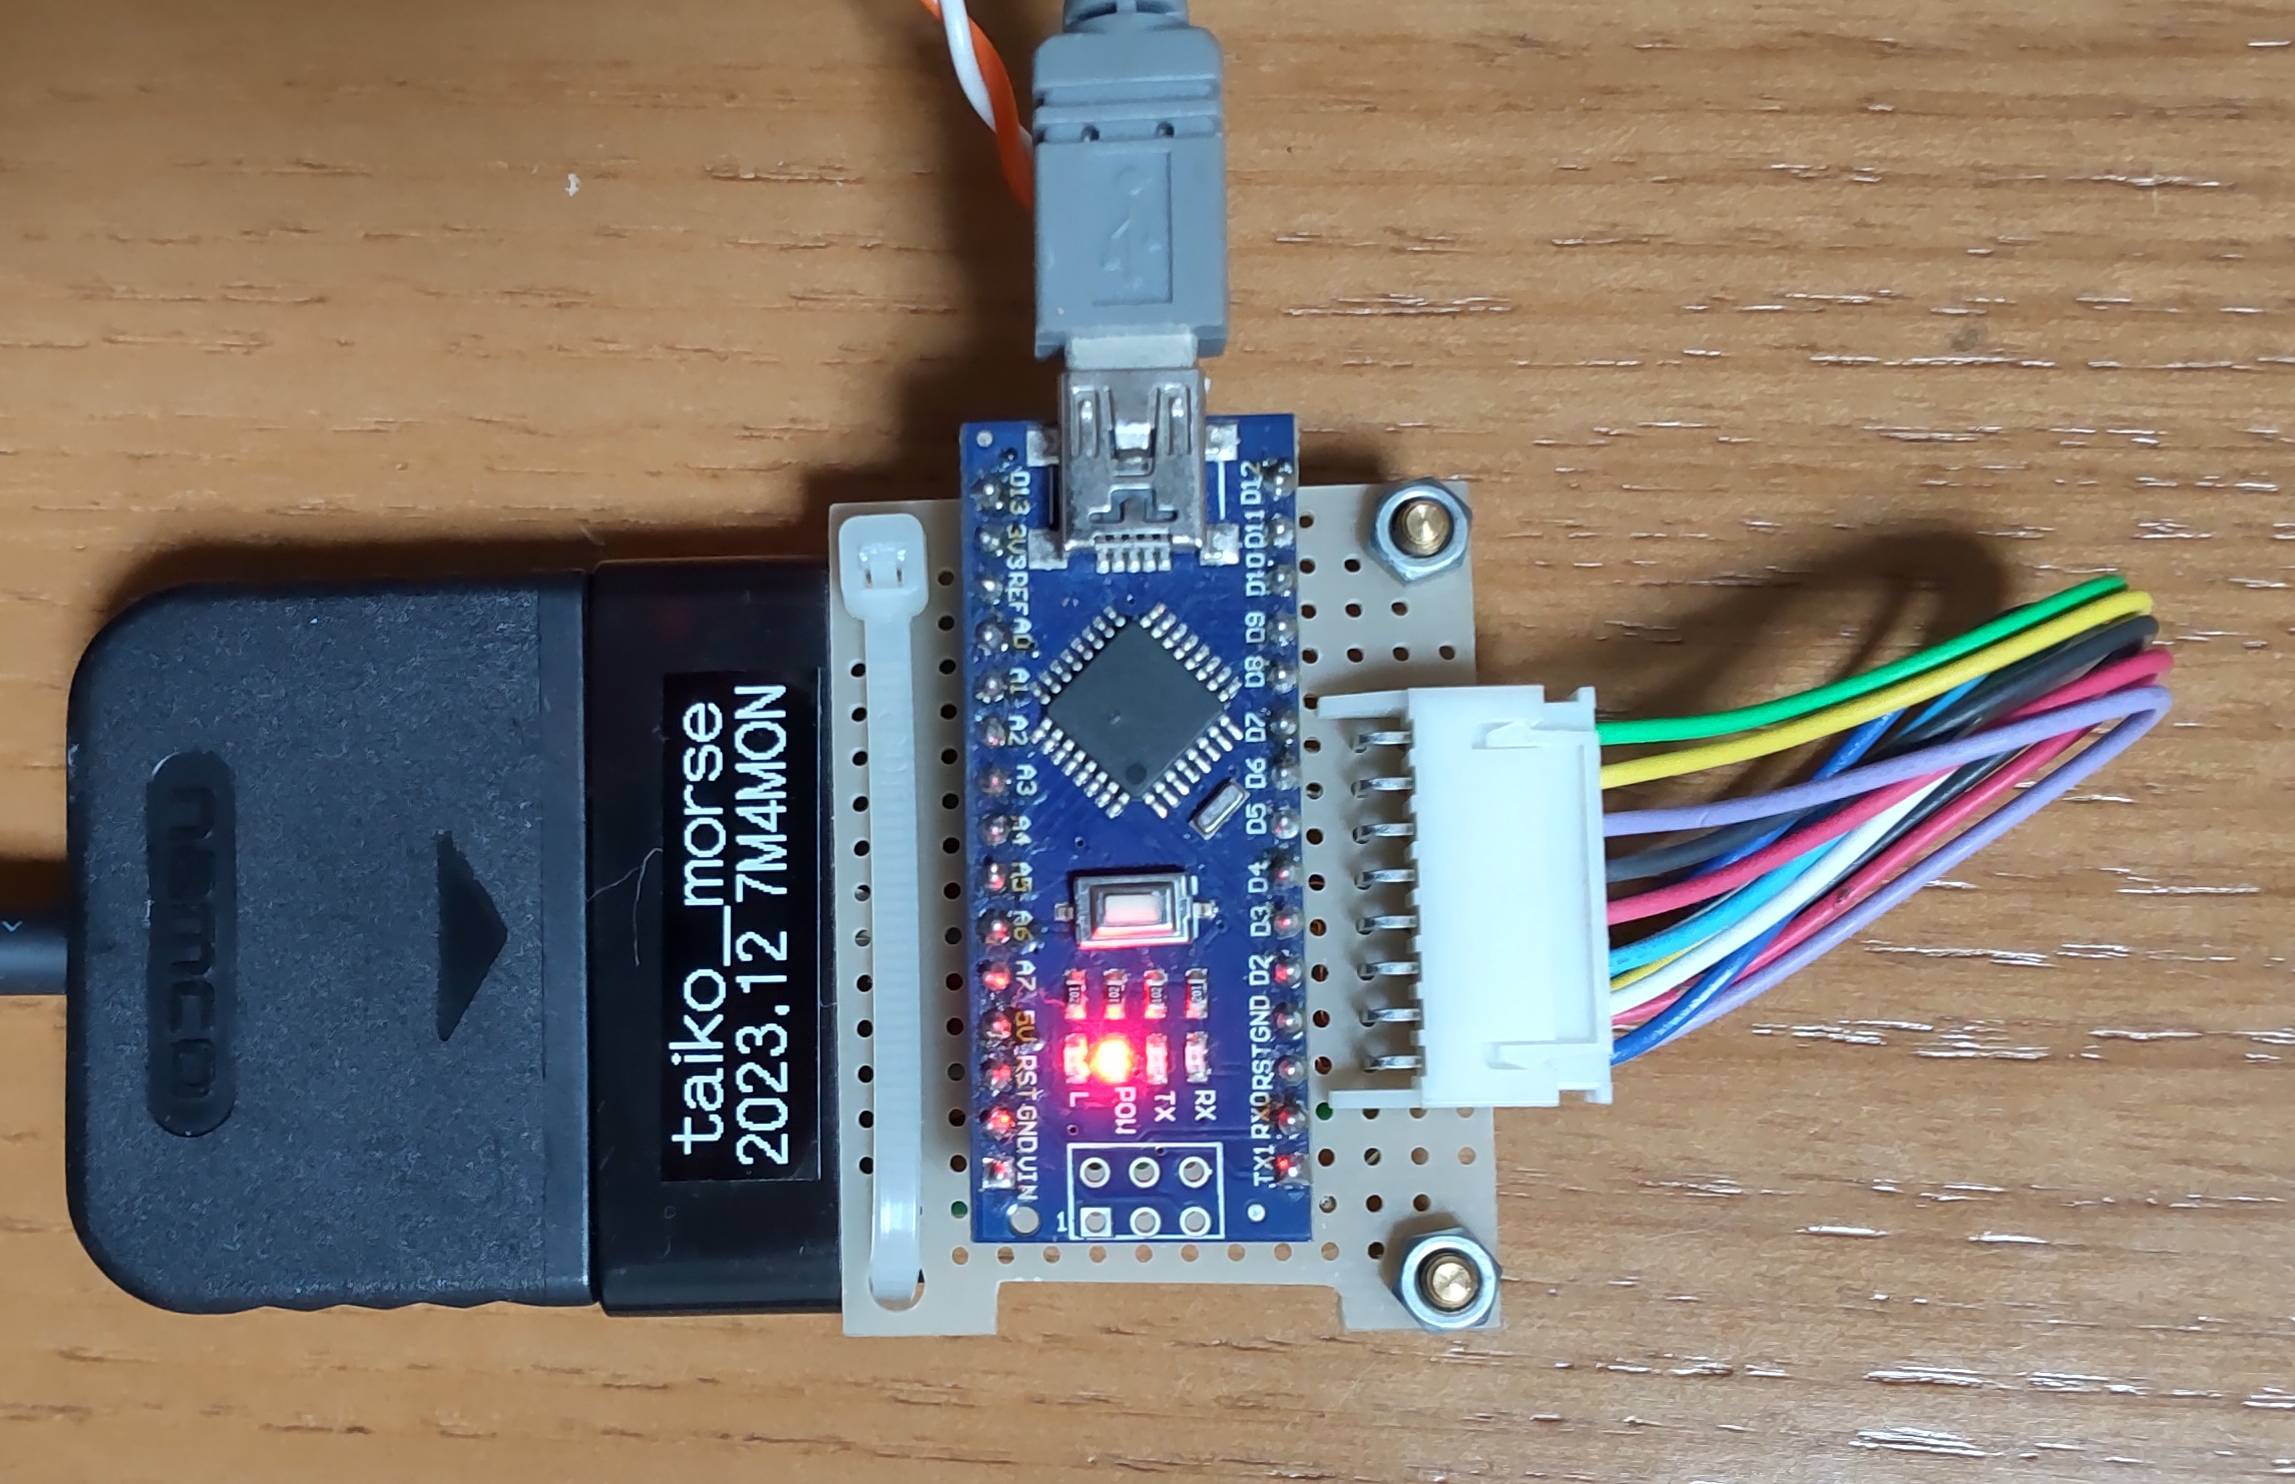 namco
taiko_morse
2023.12 7M4MON
D13 3V3 REF A0 A1 A2 A3 A4 A5 A6 A7 5V RST GND VIN
L
POW
TX
RX
1
D12 D11 D10 D9 D8 D7 D6 D5 D4 D3 D2 GND RST RX0 TX1
102
102